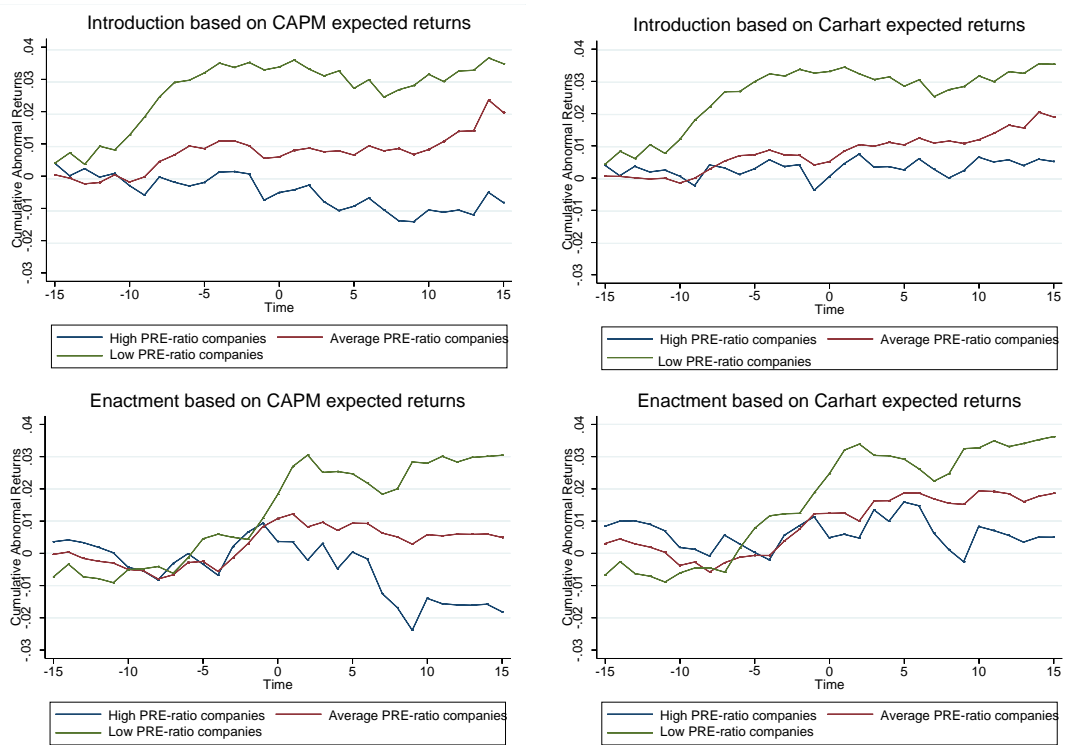 Introduction based on CAPM expected returns
Cumulative Abnormal Returns
.04
.03
.02
.01
0
-.01
-.02
-.03
-15 -10 -5 0 5 10 15
Time
High PRE-ratio companies Average PRE-ratio companies
Low PRE-ratio companies
Introduction based on Carhart expected returns
Cumulative Abnormal Returns
.04
.03
.02
.01
0
-.01
-.02
-.03
-15 -10 -5 0 5 10 15
Time
High PRE-ratio companies Average PRE-ratio companies
Low PRE-ratio companies
Enactment based on CAPM expected returns
Cumulative Abnormal Returns
.04
.03
.02
.01
0
-.01
-.02
-.03
-15 -10 -5 0 5 10 15
Time
High PRE-ratio companies Average PRE-ratio companies
Low PRE-ratio companies
Enactment based on Carhart expected returns
Cumulative Abnormal Returns
.04
.03
.02
.01
0
-.01
-.02
-.03
-15 -10 -5 0 5 10 15
Time
High PRE-ratio companies Average PRE-ratio companies
Low PRE-ratio companies